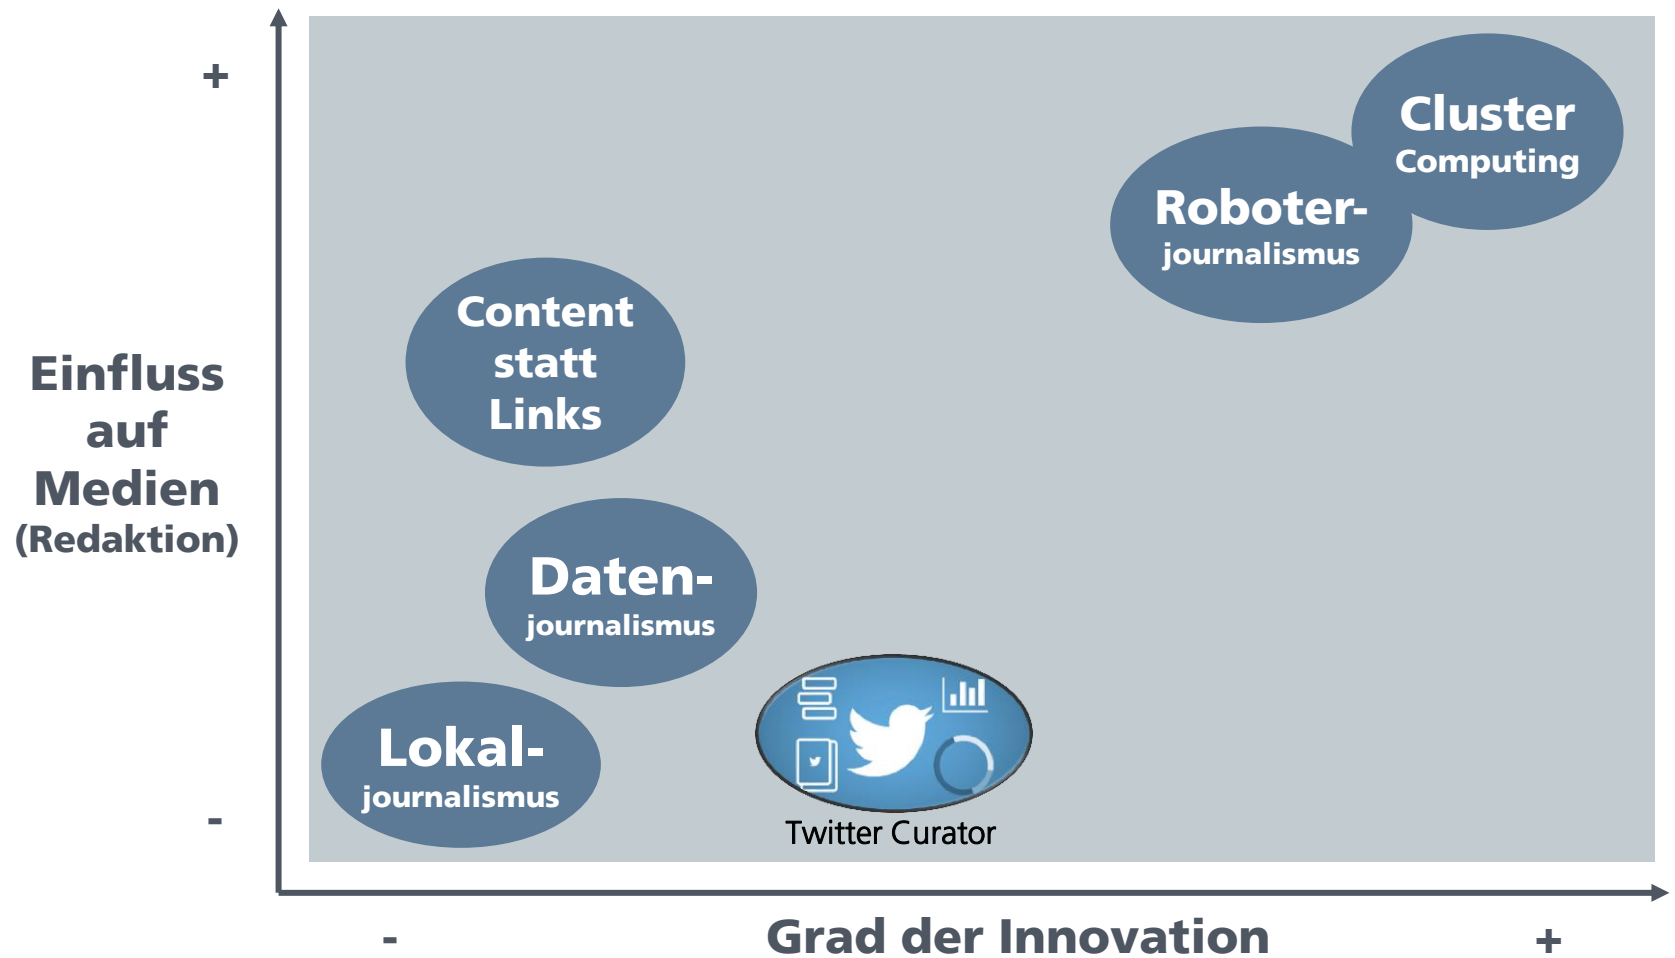 +
Cluster
Computing
Roboter-
journalismus
Content
statt
Links
Einfluss
auf
Medien
(Redaktion)
Daten-
journalismus
Lokal-
journalismus
Twitter Curator
-
-
Grad der Innovation
+